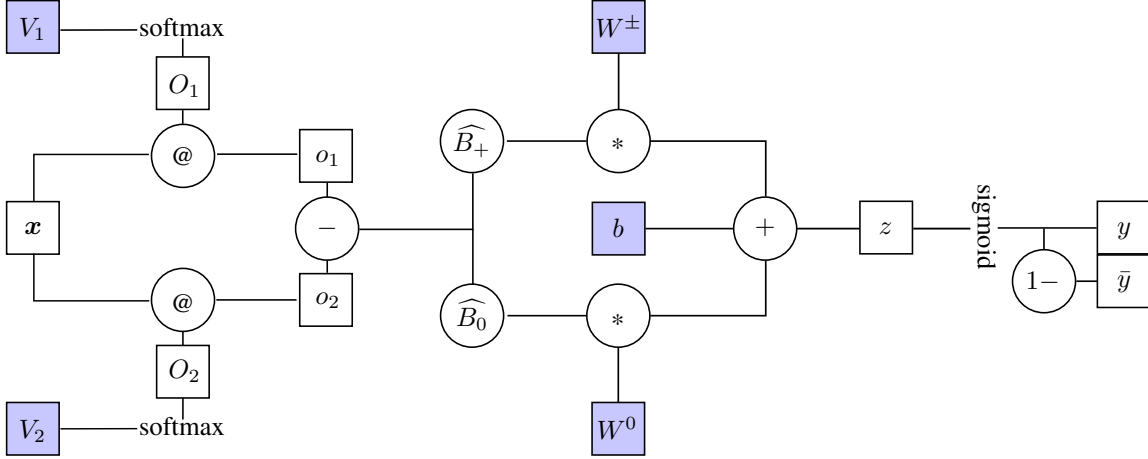 V₁ softmax W±
O₁
@ o₁ B̂₊ *
x − b + z sigmoid y
1− ȳ
@ o₂ B̂₀ *
O₂
V₂ softmax W⁰